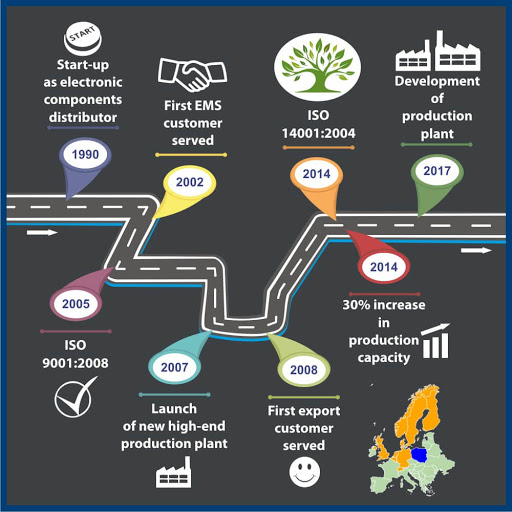 START
Start-up
as electronic
components
distributor
1990
First EMS
customer
served
2002
ISO
14001:2004
2014
Development
of
production
plant
2017
2005
ISO
9001:2008
2007
Launch
of new high-end
production plant
2008
First export
customer
served
2014
30% increase
in
production
capacity